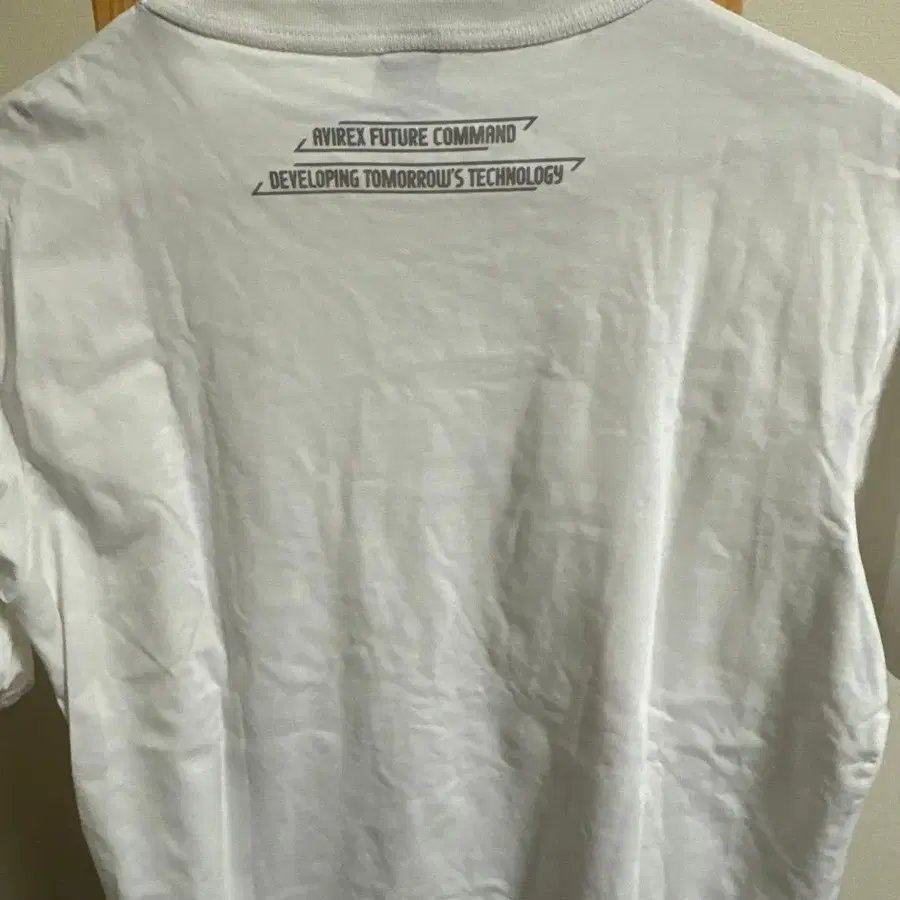 AVIREX FUTURE COMMAND
DEVELOPING TOMORROW'S TECHNOLOGY